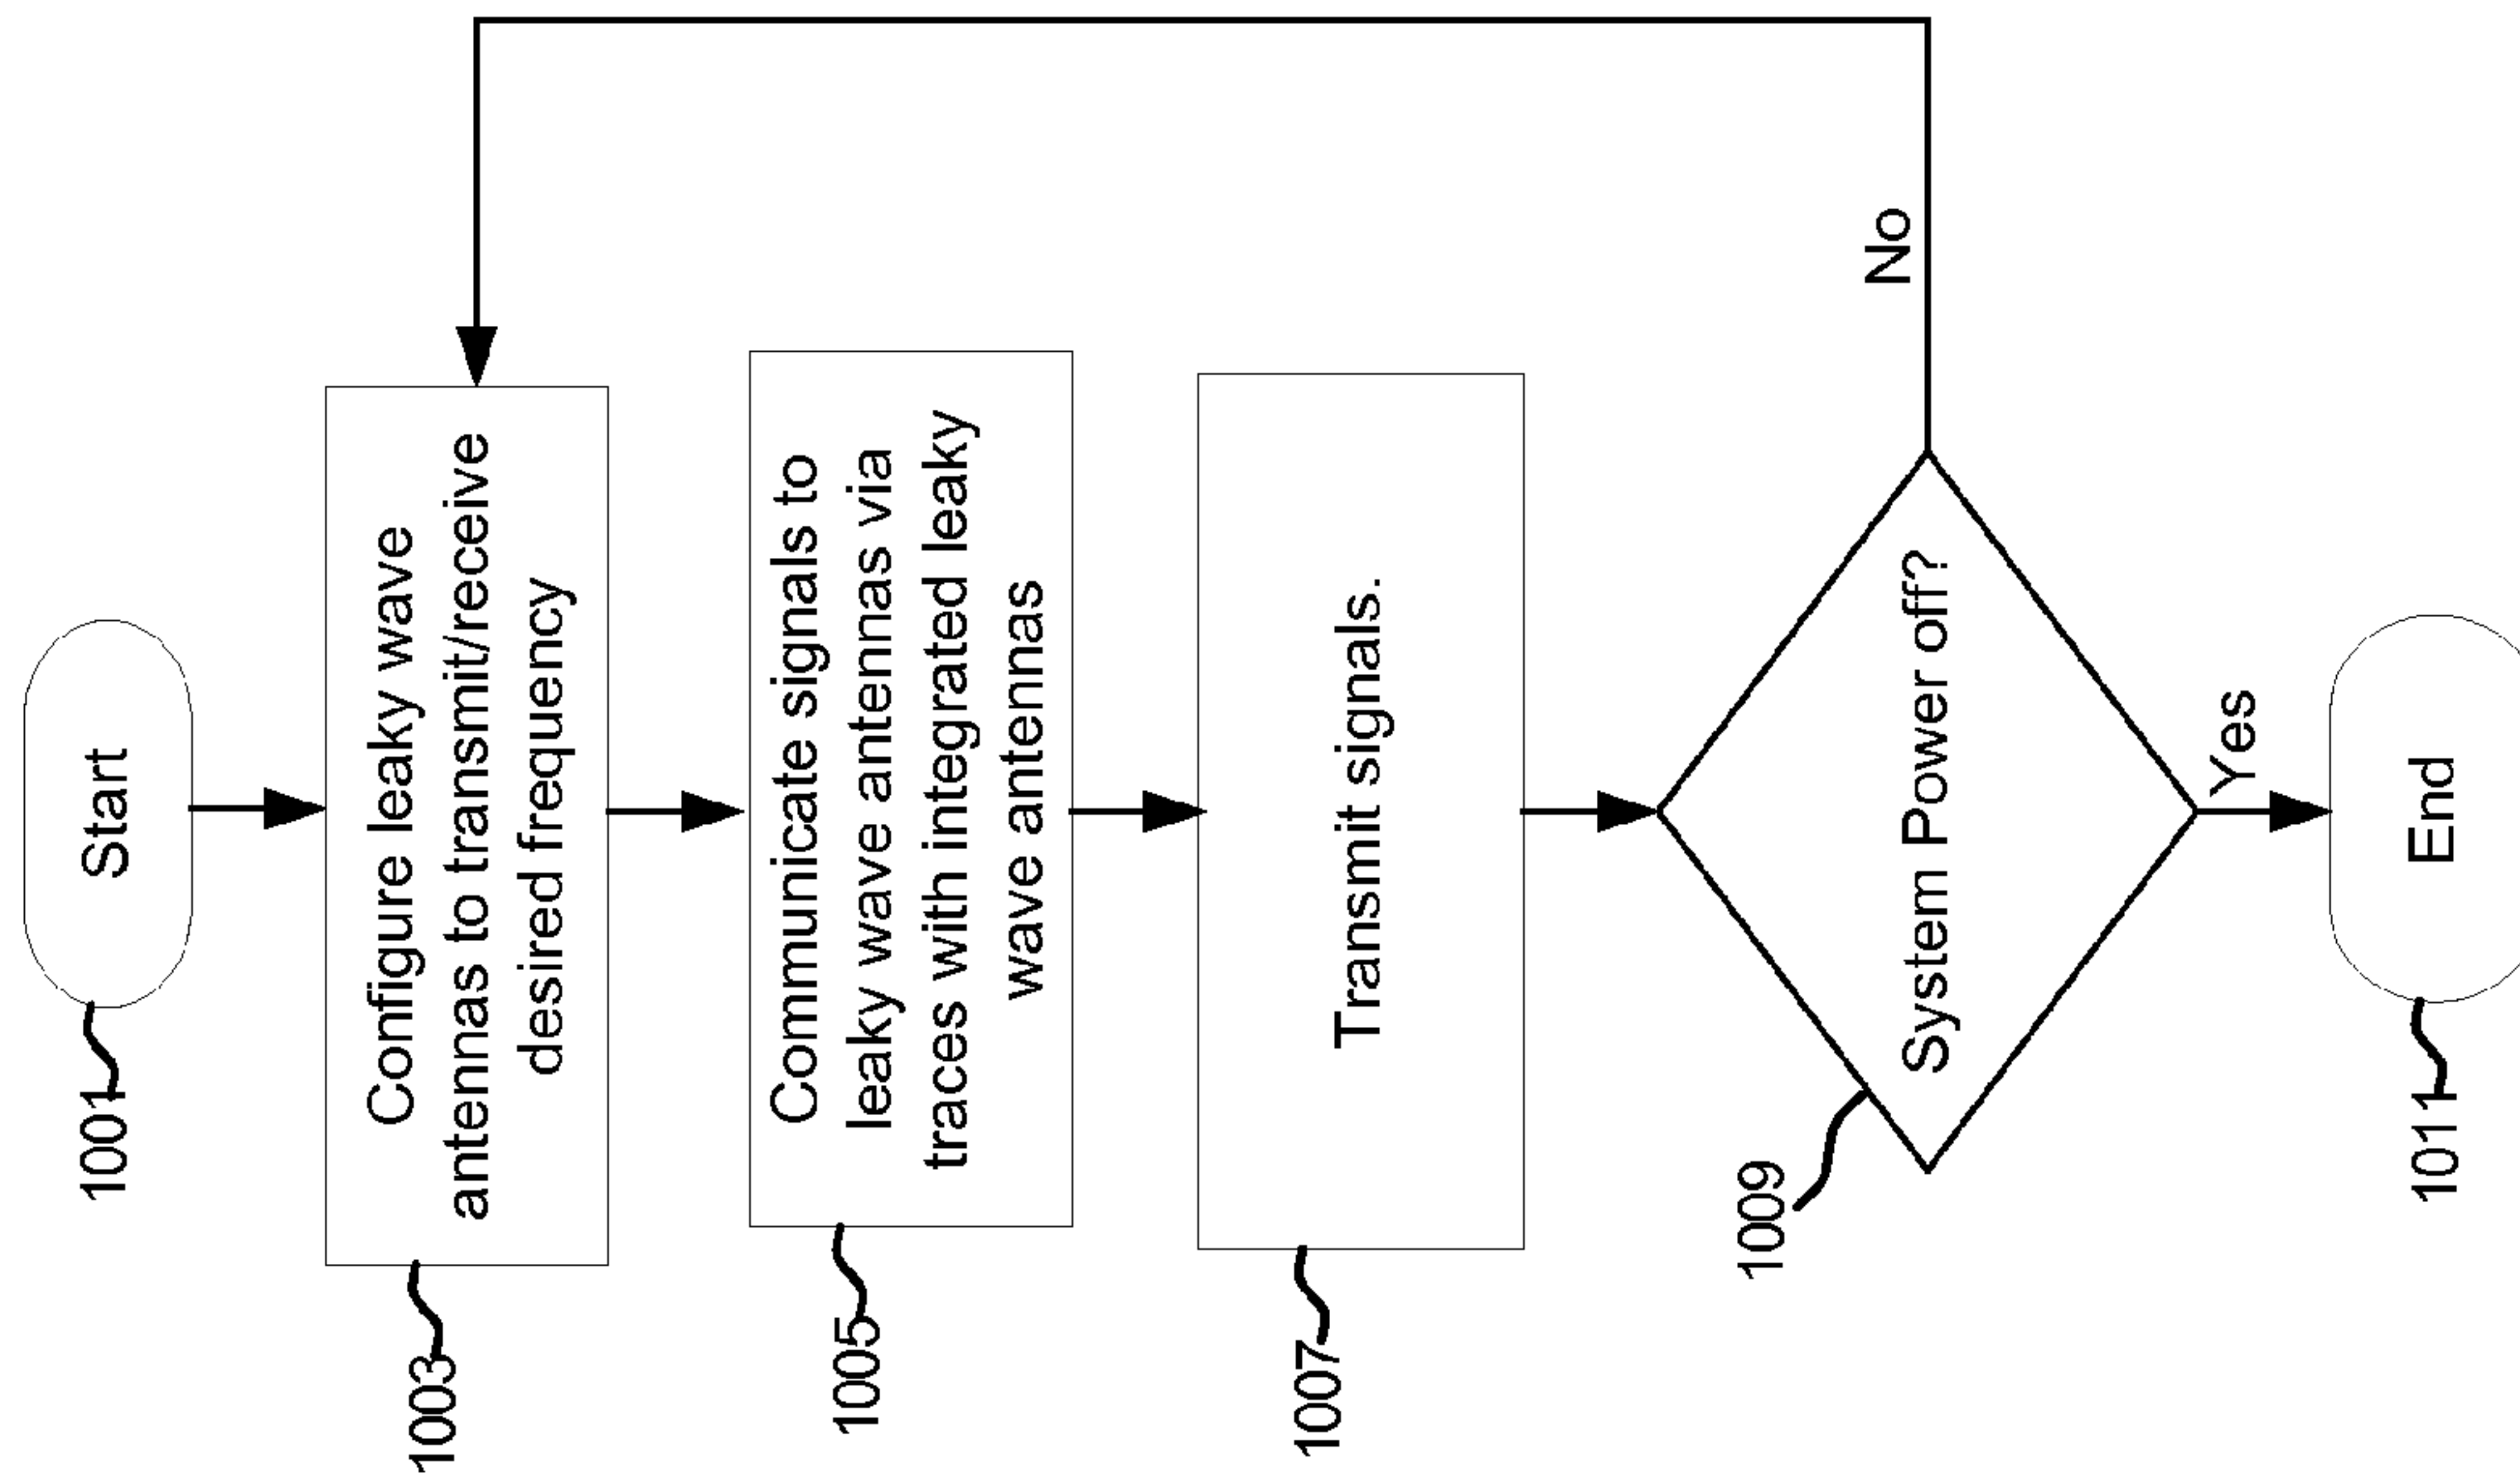 Start
1001
Configure leaky wave
antennas to transmit/receive
desired frequency
1003
Communicate signals to
leaky wave antennas via
traces with integrated leaky
wave antennas
1005
Transmit signals.
1007
System Power off?
1009
No
Yes
End
1011